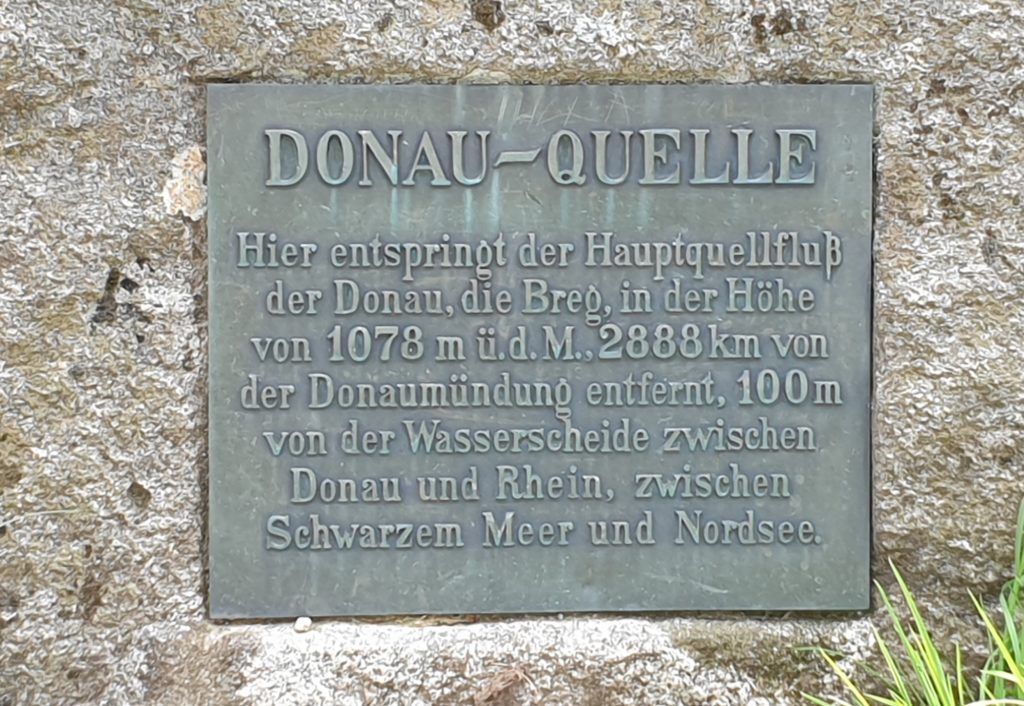 DONAU-QUELLE
Hier entspringt der Hauptquellfluß
der Donau, die Breg, in der Höhe
von 1078 m ü.d.M., 2888 km von
der Donaumündung entfernt, 100 m
von der Wasserscheide zwischen
Donau und Rhein, zwischen
Schwarzem Meer und Nordsee.